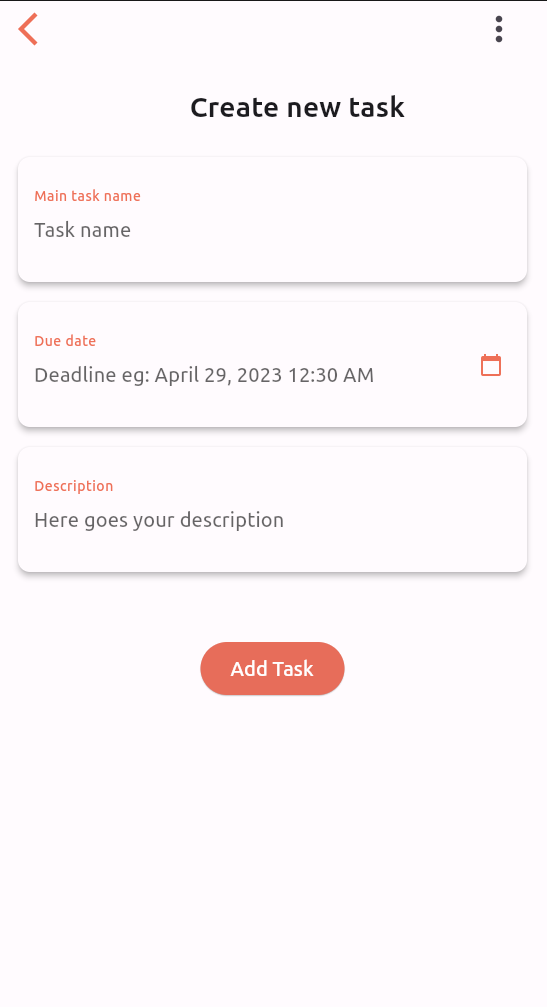 Create new task
Main task name
Task name
Due date
Deadline eg: April 29, 2023 12:30 AM
Description
Here goes your description
Add Task